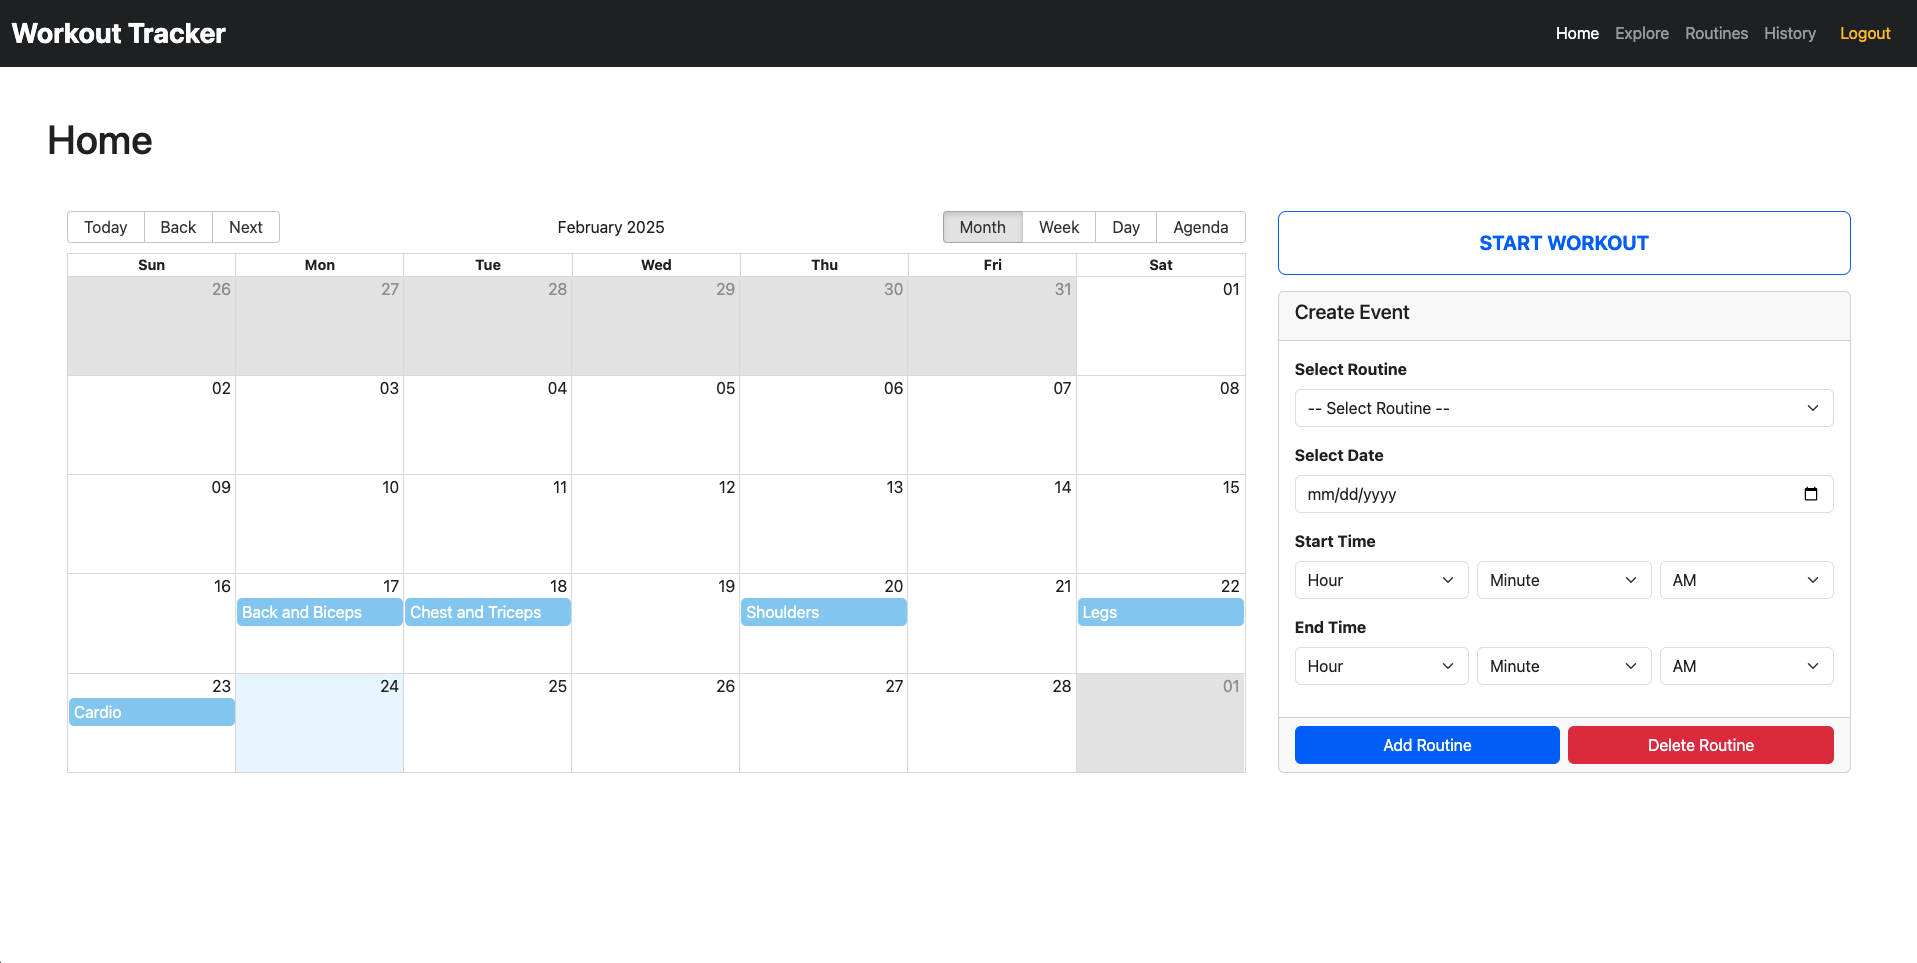 Workout Tracker
Home Explore Routines History Logout
Home
Today Back Next
February 2025
Month Week Day Agenda
Sun Mon Tue Wed Thu Fri Sat
26 27 28 29 30 31 01
02 03 04 05 06 07 08
09 10 11 12 13 14 15
16 17 18 19 20 21 22
Back and Biceps Chest and Triceps Shoulders Legs
23 24 25 26 27 28 01
Cardio
START WORKOUT
Create Event
Select Routine
-- Select Routine --
Select Date
mm/dd/yyyy
Start Time
Hour Minute AM
End Time
Hour Minute AM
Add Routine Delete Routine